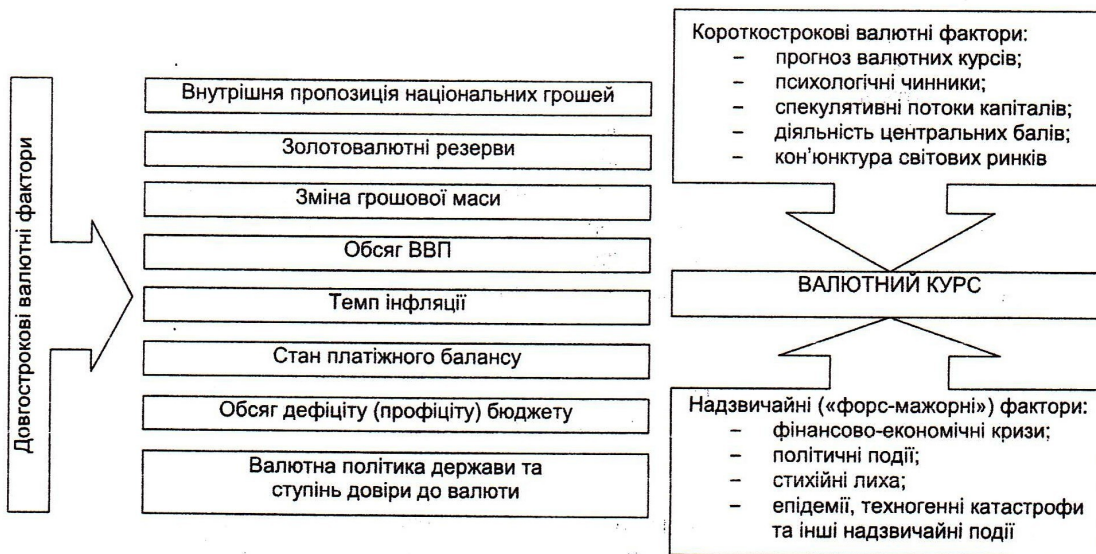 Довгострокові валютні фактори
Внутрішня пропозиція національних грошей
Золотовалютні резерви
Зміна грошової маси
Обсяг ВВП
Темп інфляції
Стан платіжного балансу
Обсяг дефіциту (профіциту) бюджету
Валютна політика держави та
ступінь довіри до валюти
Короткострокові валютні фактори:
– прогноз валютних курсів;
– психологічні чинники;
– спекулятивні потоки капіталів;
– діяльність центральних балів;
– кон'юнктура світових ринків
ВАЛЮТНИЙ КУРС
Надзвичайні («форс-мажорні») фактори:
– фінансово-економічні кризи;
– політичні події;
– стихійні лиха;
– епідемії, техногенні катастрофи
та інші надзвичайні події